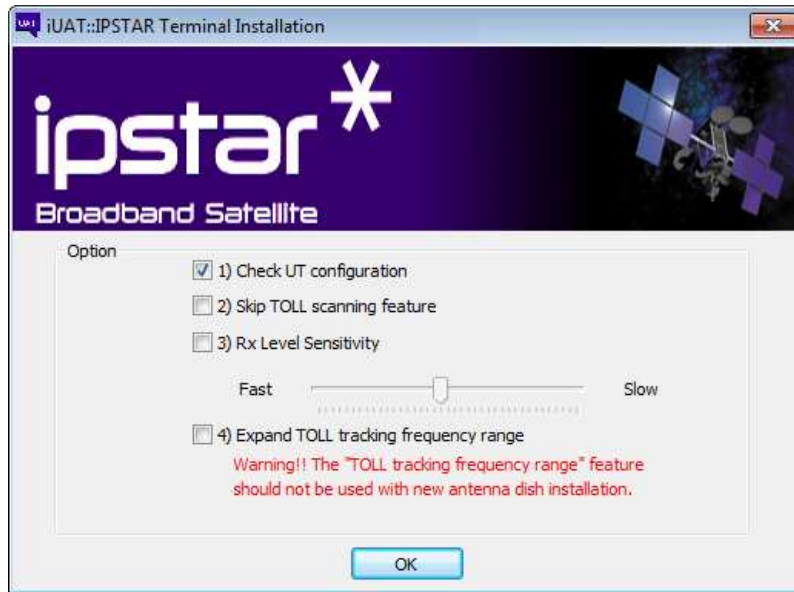 UAT iUAT::IPSTAR Terminal Installation
ipstar*
Broadband Satellite
Option
1) Check UT configuration
2) Skip TOLL scanning feature
3) Rx Level Sensitivity
Fast Slow
4) Expand TOLL tracking frequency range
Warning!! The "TOLL tracking frequency range" feature
should not be used with new antenna dish installation.
OK